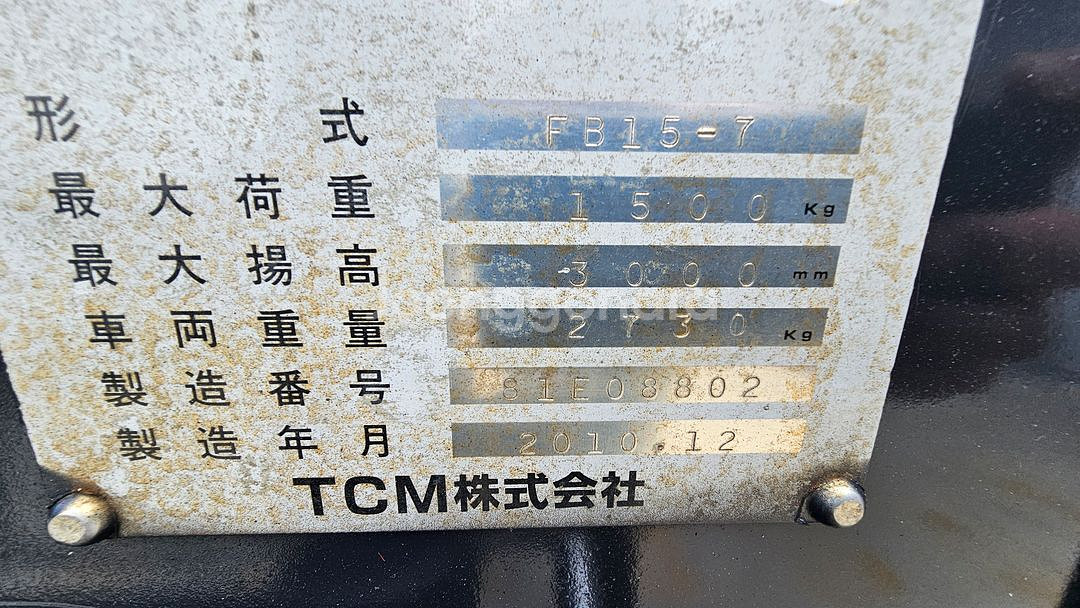 形式 FB15-7
最大荷重 1500 Kg
最大揚高 3000 mm
車両重量 2730 Kg
製造番号 81E08802
製造年月 2010.12
TCM株式会社